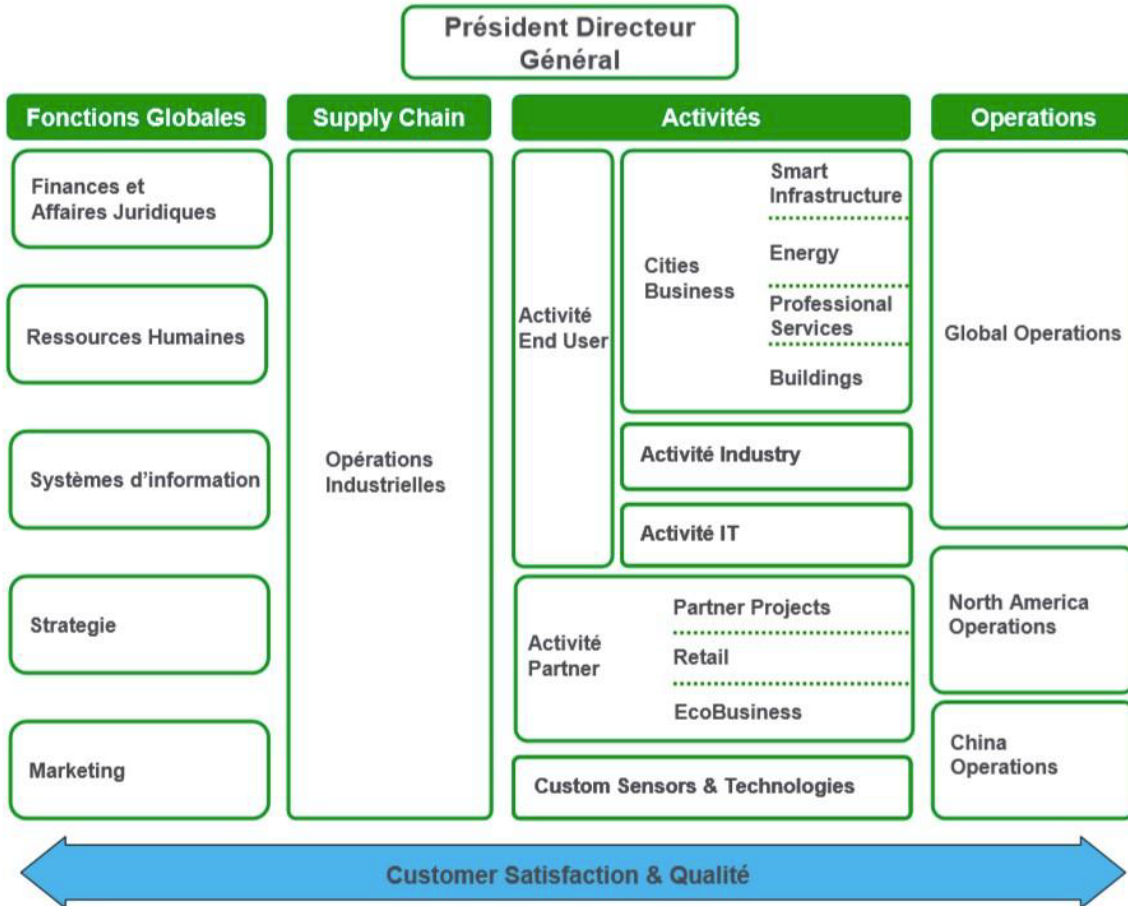 Président Directeur
Général
Fonctions Globales
Supply Chain
Activités
Operations
Finances et
Affaires Juridiques
Ressources Humaines
Systèmes d'information
Strategie
Marketing
Opérations
Industrielles
Activité
End User
Cities
Business
Smart
Infrastructure
Energy
Professional
Services
Buildings
Activité Industry
Activité IT
Activité
Partner
Partner Projects
Retail
EcoBusiness
Custom Sensors & Technologies
Global Operations
North America
Operations
China
Operations
Customer Satisfaction & Qualité